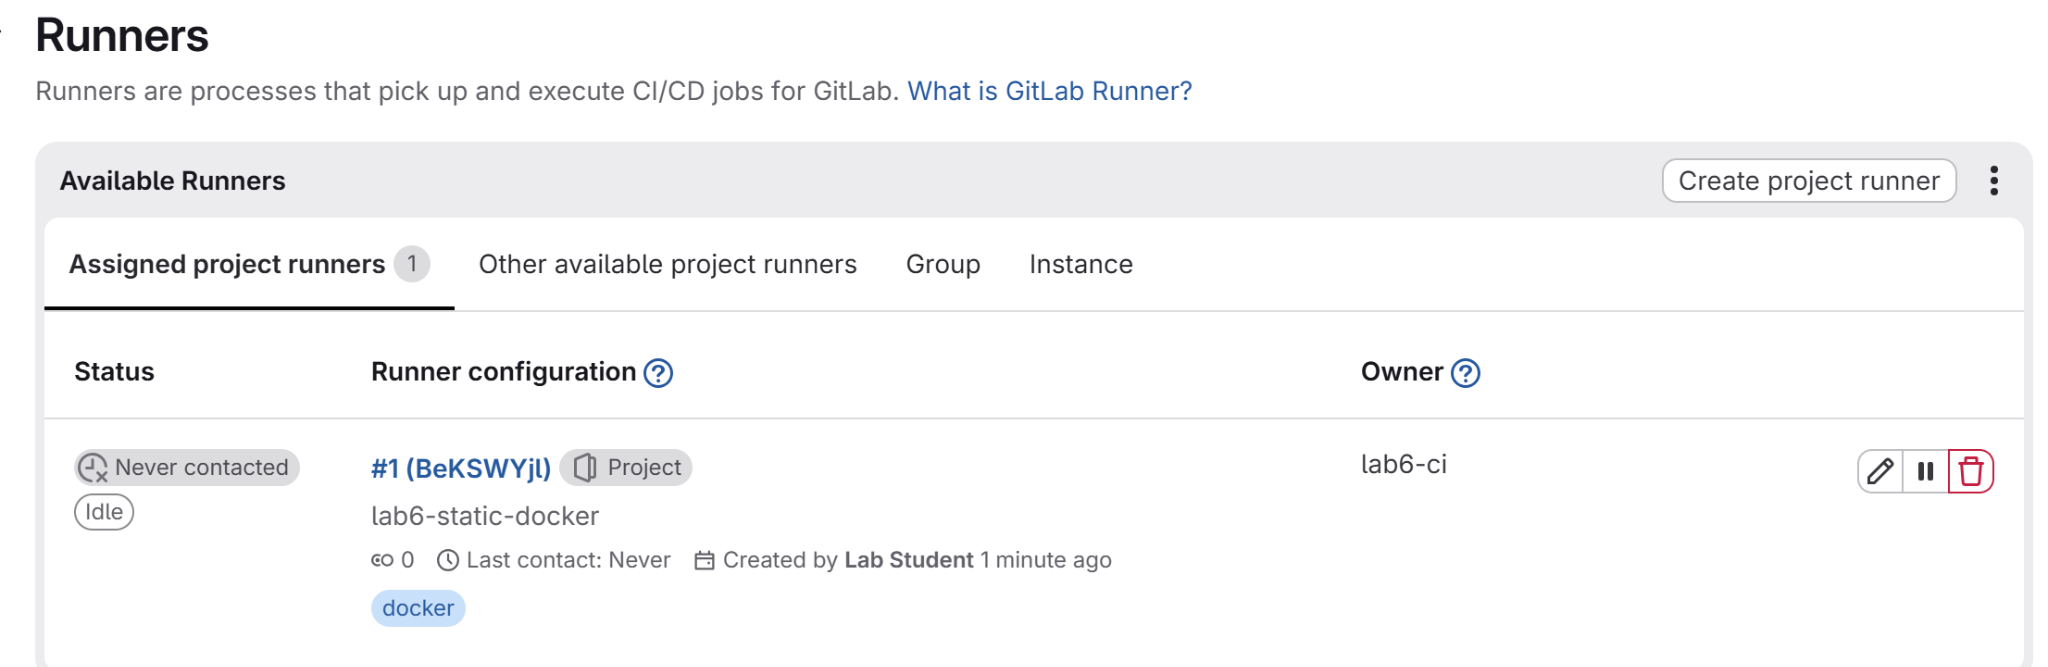 Runners
Runners are processes that pick up and execute CI/CD jobs for GitLab. What is GitLab Runner?
Available Runners
Create project runner
Assigned project runners 1 Other available project runners Group Instance
Status Runner configuration Owner
Never contacted #1 (BeKSWYjl) Project lab6-ci
Idle
lab6-static-docker
0 Last contact: Never Created by Lab Student 1 minute ago
docker